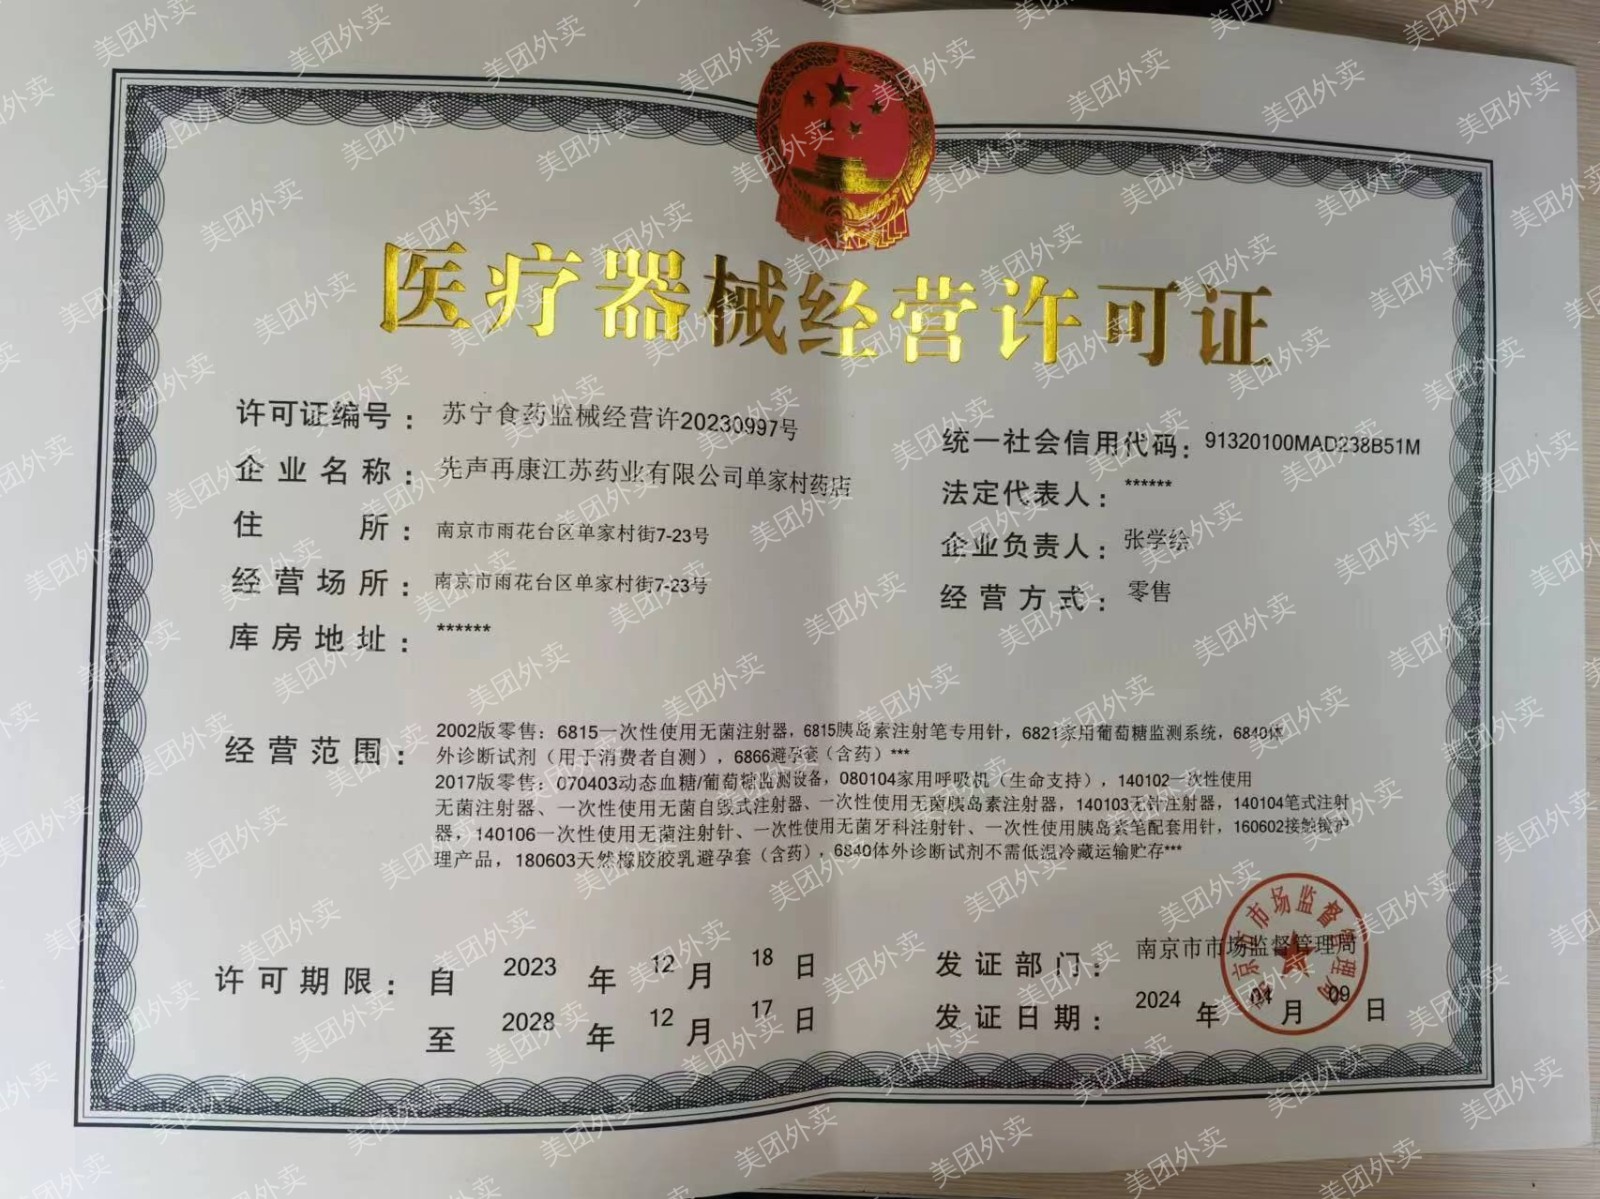 医疗器械经营许可证
许可证编号：苏宁食药监械经营许20230997号
统一社会信用代码：91320100MAD238B51M
企业名称：先声再康江苏药业有限公司单家村药店
法定代表人：******
住所：南京市雨花台区单家村街7-23号
企业负责人：张学绘
经营场所：南京市雨花台区单家村街7-23号
经营方式：零售
库房地址：******
经营范围：2002版零售：6815一次性使用无菌注射器，6815胰岛素注射笔专用针，6821家用葡萄糖监测系统，6840体
外诊断试剂（用于消费者自测），6866避孕套（含药）***
2017版零售：070403动态血糖/葡萄糖监测设备，080104家用呼吸机（生命支持），140102一次性使用
无菌注射器、一次性使用无菌自毁式注射器、一次性使用无菌胰岛素注射器，140103无针注射器，140104笔式注射
器，140106一次性使用无菌注射针、一次性使用无菌牙科注射针、一次性使用胰岛素笔配套用针，160602接触镜护
理产品，180603天然橡胶胶乳避孕套（含药），6840体外诊断试剂不需低温冷藏运输贮存***
许可期限：自 2023 年 12 月 18 日
至 2028 年 12 月 17 日
发证部门：南京市市场监督管理局
发证日期：2024 年 01 月 09 日
南京市市场监督管理局
美团外卖